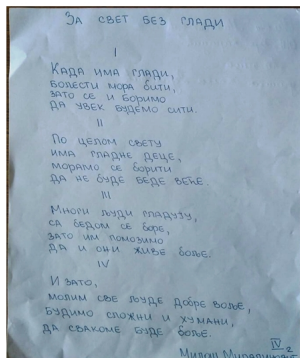 За свет без глади
I
Када има глади,
болести мора бити,
зато се и боримо
да увек будемо сити.
II
По целом свету
има гладне деце,
морамо се борити
да не буде беде веће.
III
Многи људи гладују,
са бедом се боре,
зато им помозимо
да и они живе боље.
IV
И зато,
молим све људе добре воље,
будимо сложни и хумани,
да свакоме буде боље.
IV2
Милан